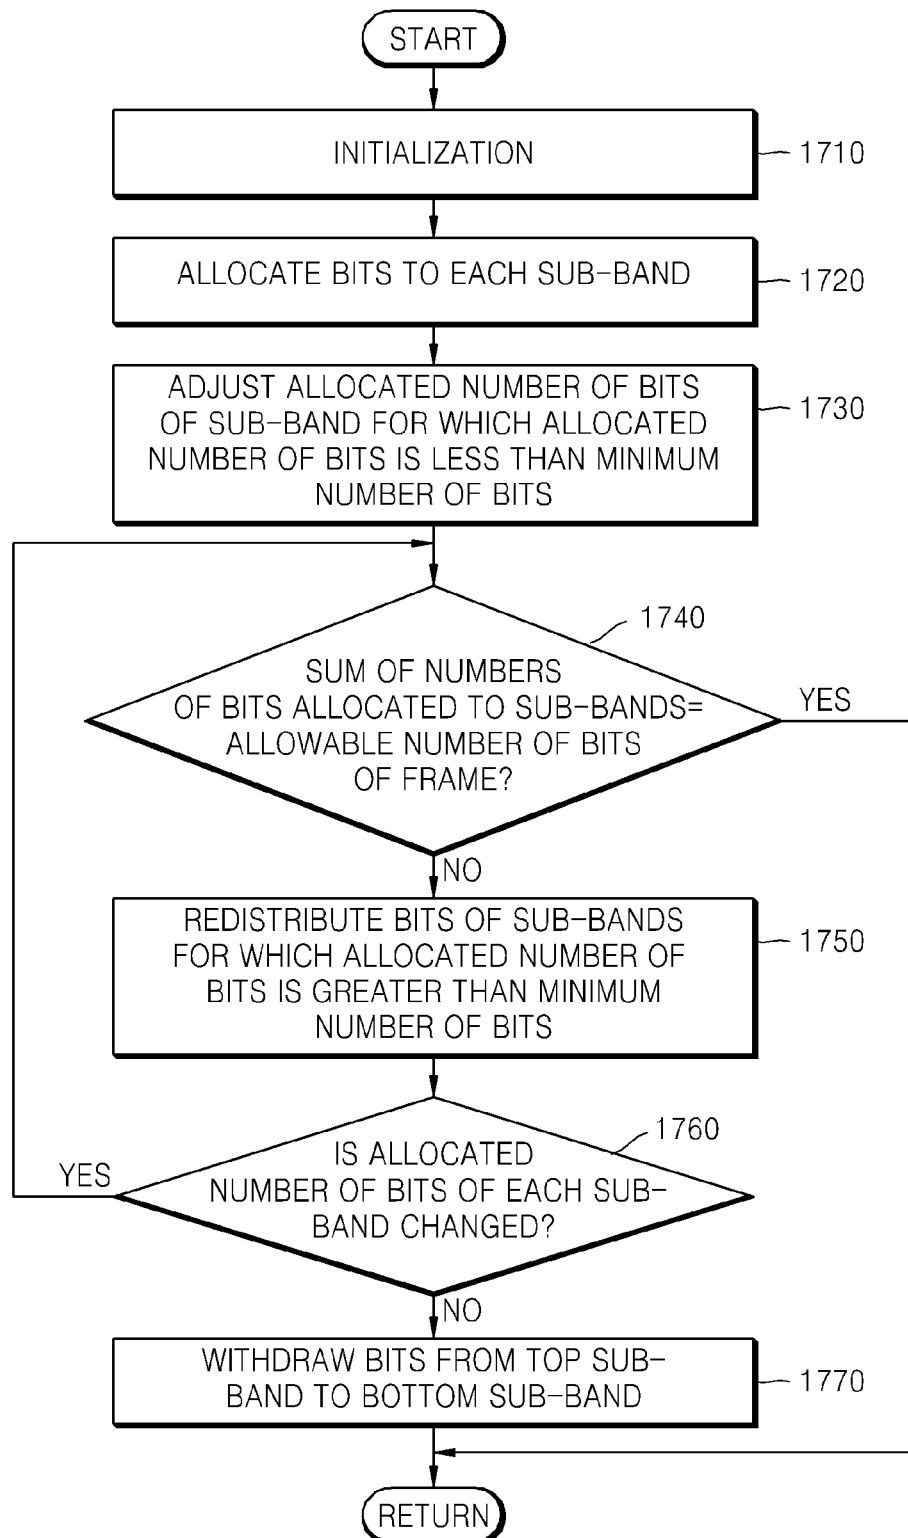 START
INITIALIZATION
1710
ALLOCATE BITS TO EACH SUB-BAND
1720
ADJUST ALLOCATED NUMBER OF BITS
OF SUB-BAND FOR WHICH ALLOCATED
NUMBER OF BITS IS LESS THAN MINIMUM
NUMBER OF BITS
1730
1740
SUM OF NUMBERS
OF BITS ALLOCATED TO SUB-BANDS=
ALLOWABLE NUMBER OF BITS
OF FRAME?
YES
NO
REDISTRIBUTE BITS OF SUB-BANDS
FOR WHICH ALLOCATED NUMBER OF
BITS IS GREATER THAN MINIMUM
NUMBER OF BITS
1750
1760
IS ALLOCATED
NUMBER OF BITS OF EACH SUB-
BAND CHANGED?
YES
NO
WITHDRAW BITS FROM TOP SUB-
BAND TO BOTTOM SUB-BAND
1770
RETURN